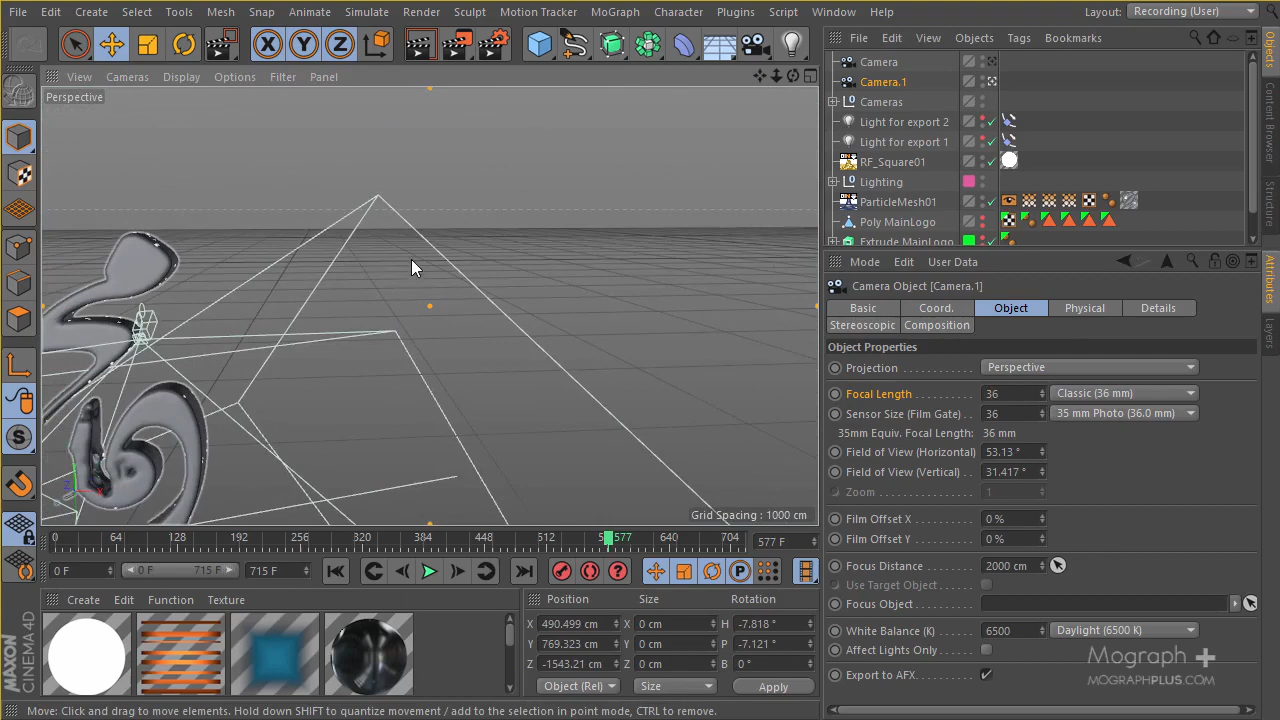 File Edit Create Select Tools Mesh Snap Animate Simulate Render Sculpt Motion Tracker MoGraph Character Plugins Script Window Help Layout: Recording (User)
X Y Z
File Edit View Objects Tags Bookmarks
View Cameras Display Options Filter Panel
Perspective
Camera
Camera.1
Cameras
Light for export 2
Light for export 1
RF_Square01
Lighting
ParticleMesh01
Poly MainLogo
Extrude MainLogo
Objects
Content Browser
Structure
Attributes
Layers
Mode Edit User Data
Camera Object [Camera.1]
Basic Coord. Object Physical Details
Stereoscopic Composition
Object Properties
Projection Perspective
Focal Length 36 Classic (36 mm)
Sensor Size (Film Gate) 36 35 mm Photo (36.0 mm)
35mm Equiv. Focal Length: 36 mm
Field of View (Horizontal) 53.13 °
Field of View (Vertical) 31.417 °
Zoom 1
Film Offset X 0 %
Film Offset Y 0 %
Focus Distance 2000 cm
Use Target Object
Focus Object
White Balance (K) 6500 Daylight (6500 K)
Affect Lights Only
Export to AFX
Grid Spacing : 1000 cm
0 64 128 192 256 320 384 448 512 577 640 704 577 F
0 F 0 F 715 F 715 F
Create Edit Function Texture
Position Size Rotation
X 490.499 cm X 0 cm H -7.818 °
Y 769.323 cm Y 0 cm P -7.121 °
Z -1543.21 cm Z 0 cm B 0 °
Object (Rel) Size Apply
MAXON
CINEMA 4D
Mograph +
MOGRAPHPLUS.COM
Move: Click and drag to move elements. Hold down SHIFT to quantize movement / add to the selection in point mode, CTRL to remove.